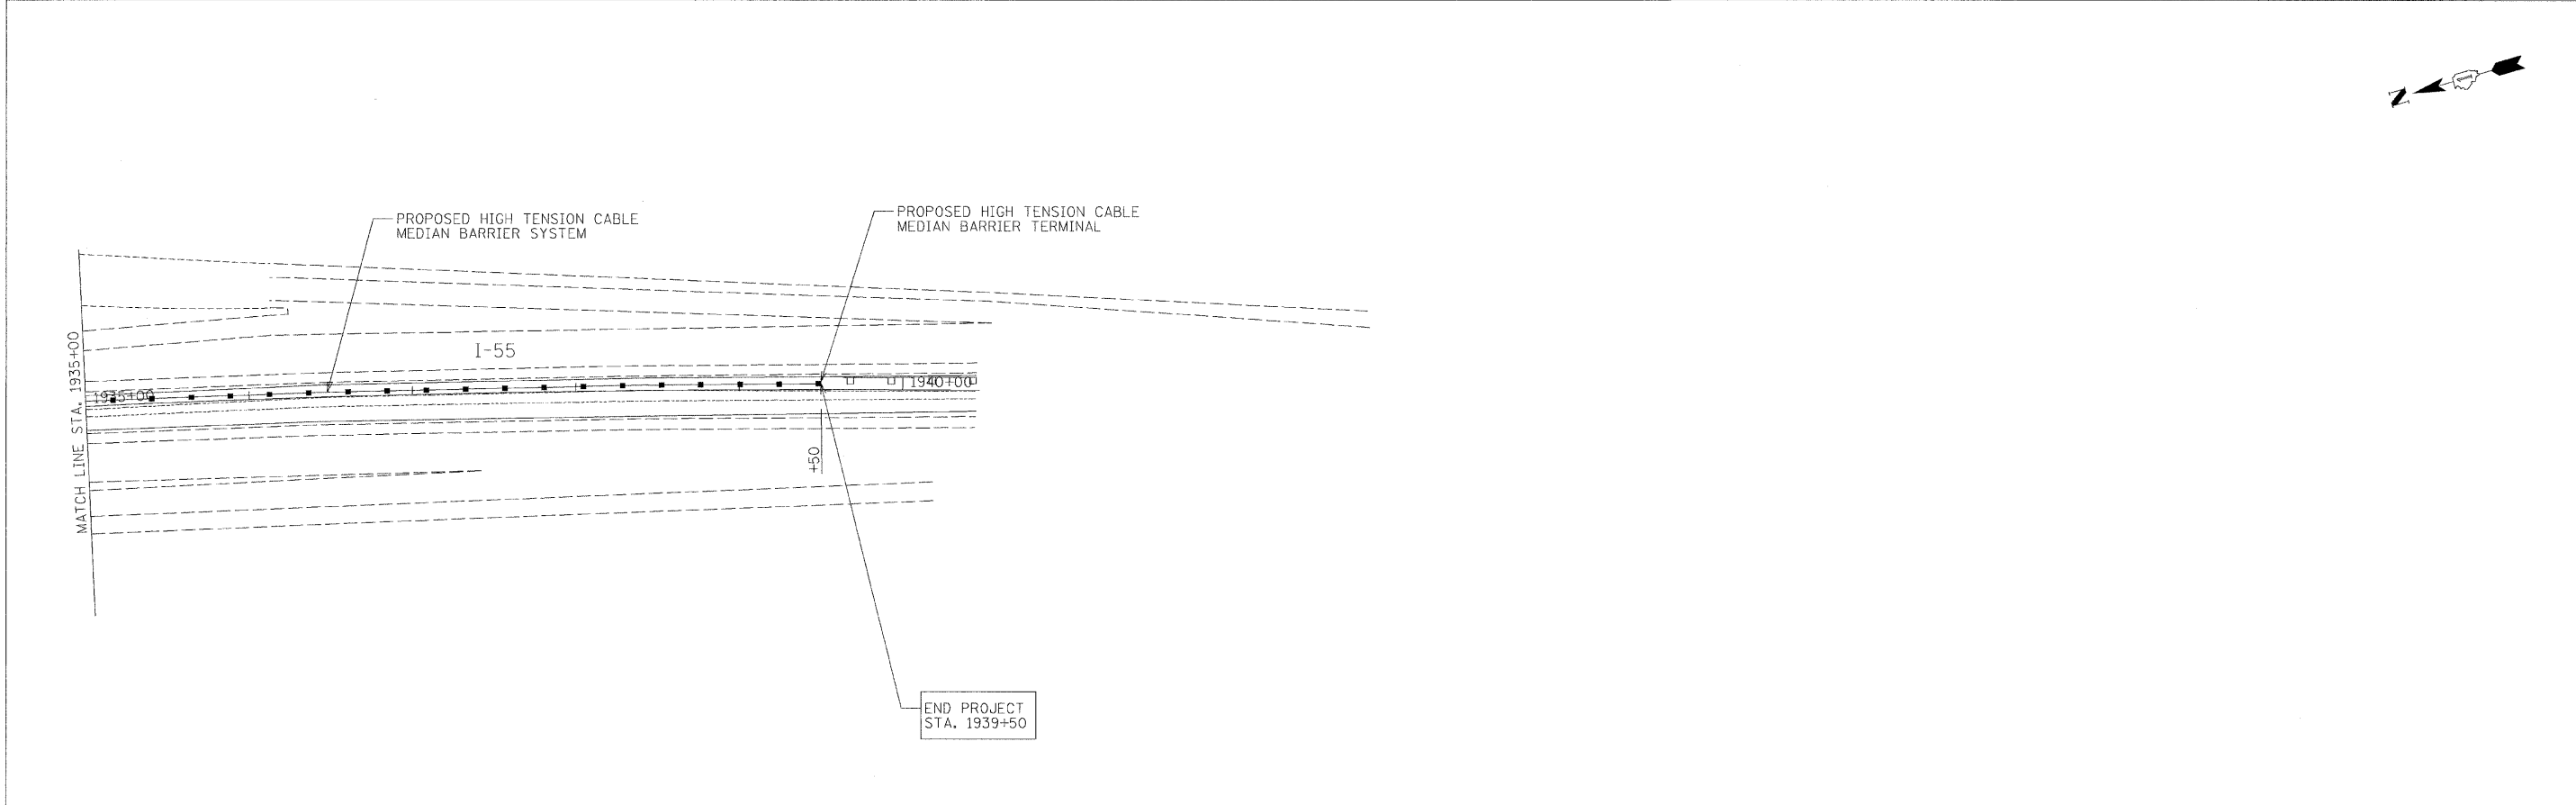 N
PROPOSED HIGH TENSION CABLE
MEDIAN BARRIER SYSTEM
PROPOSED HIGH TENSION CABLE
MEDIAN BARRIER TERMINAL
MATCH LINE STA. 1935+00
I-55
1935+00
1940+00
+50
END PROJECT
STA. 1939+50